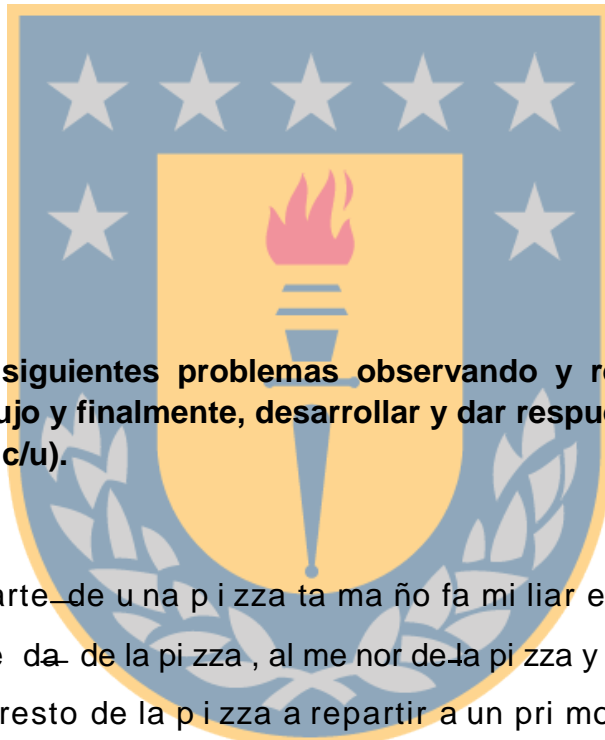 siguientes problemas observando y
ujo y finalmente, desarrollar y dar
c/u).
arte de una pizza tamaño familiar
da de la pizza, al menor de la pizza y
resto de la pizza a repartir a un primo